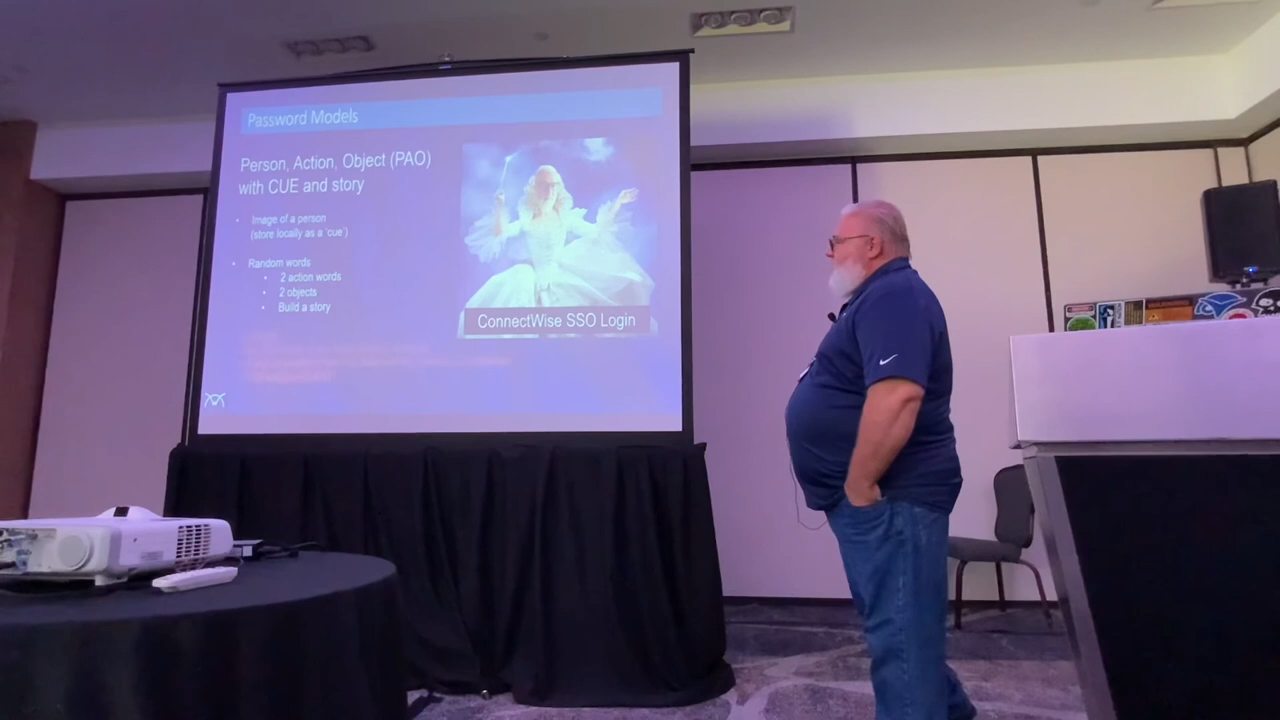 Password Models
Person, Action, Object (PAO)
with CUE and story
Image of a person
(store locally as a 'cue')
Random words
2 action words
2 objects
Build a story
ConnectWise SSO Login